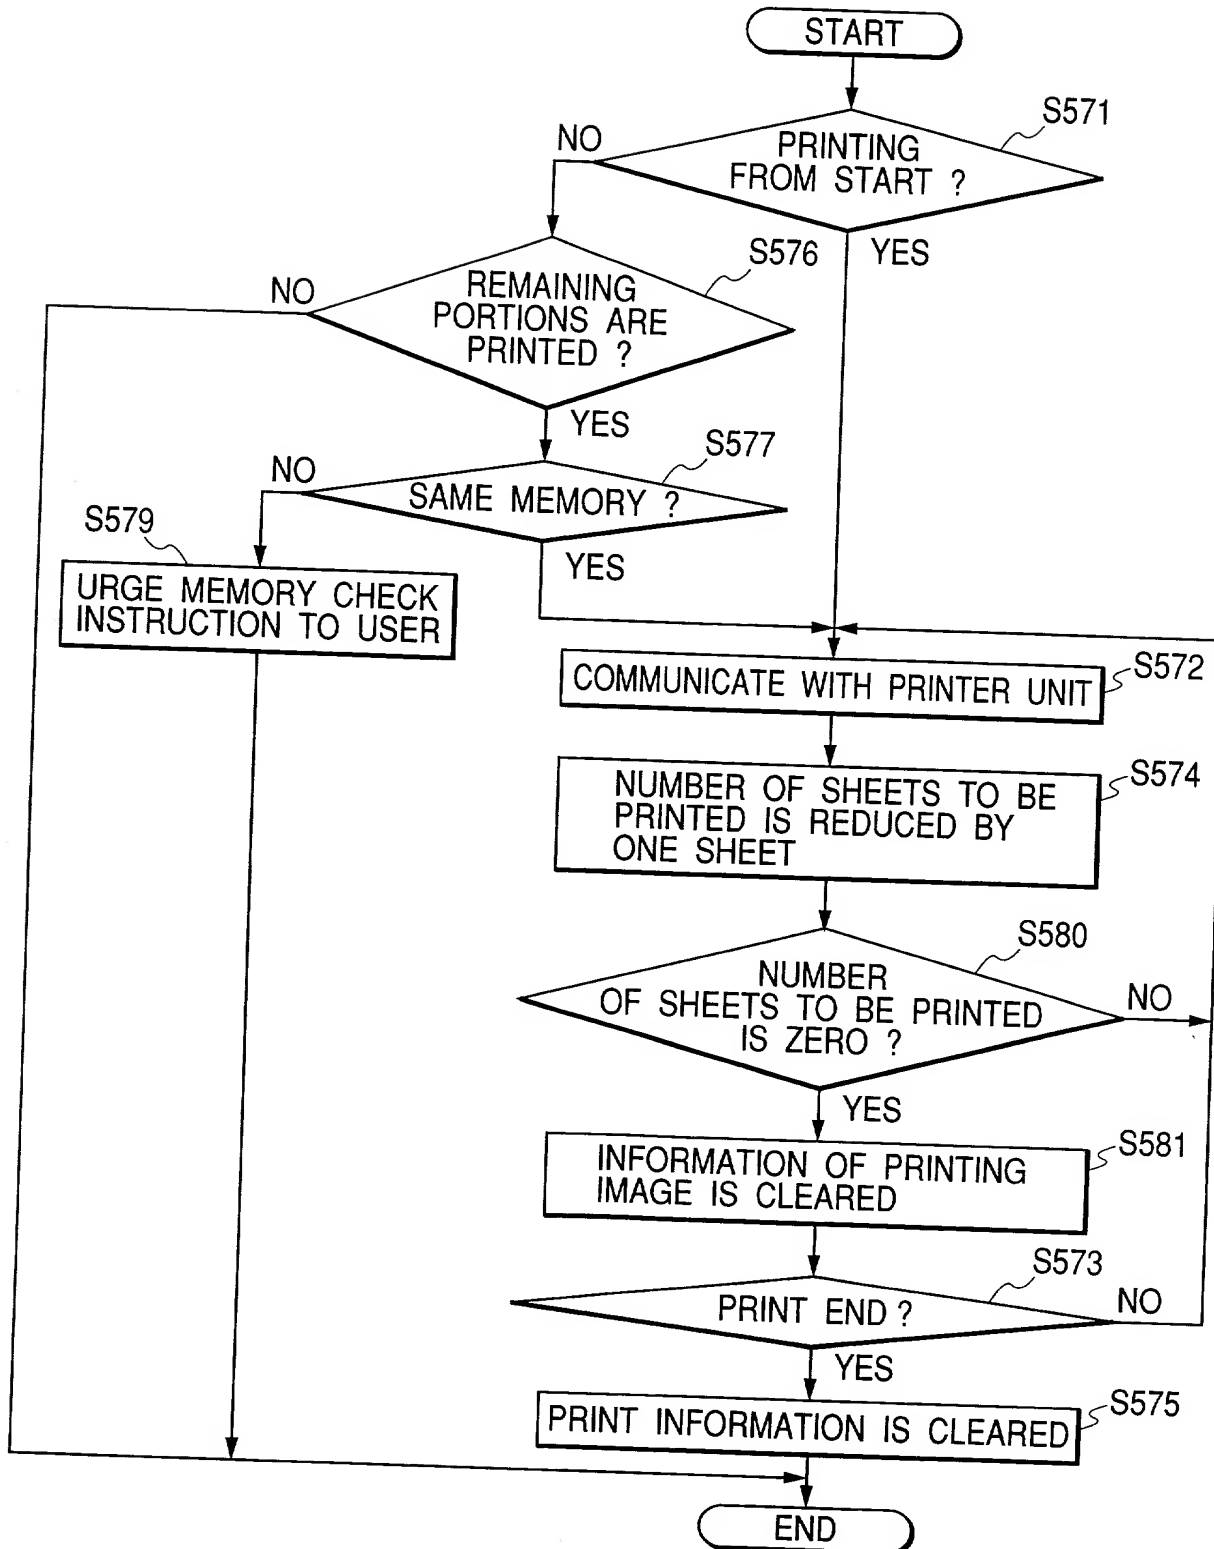 START
S571
NO
PRINTING
FROM START ?
YES
S576
NO
REMAINING
PORTIONS ARE
PRINTED ?
YES
S577
NO
SAME MEMORY ?
YES
S579
URGE MEMORY CHECK
INSTRUCTION TO USER
S572
COMMUNICATE WITH PRINTER UNIT
S574
NUMBER OF SHEETS TO BE
PRINTED IS REDUCED BY
ONE SHEET
S580
NUMBER
OF SHEETS TO BE PRINTED
IS ZERO ?
NO
YES
S581
INFORMATION OF PRINTING
IMAGE IS CLEARED
S573
PRINT END ?
NO
YES
S575
PRINT INFORMATION IS CLEARED
END